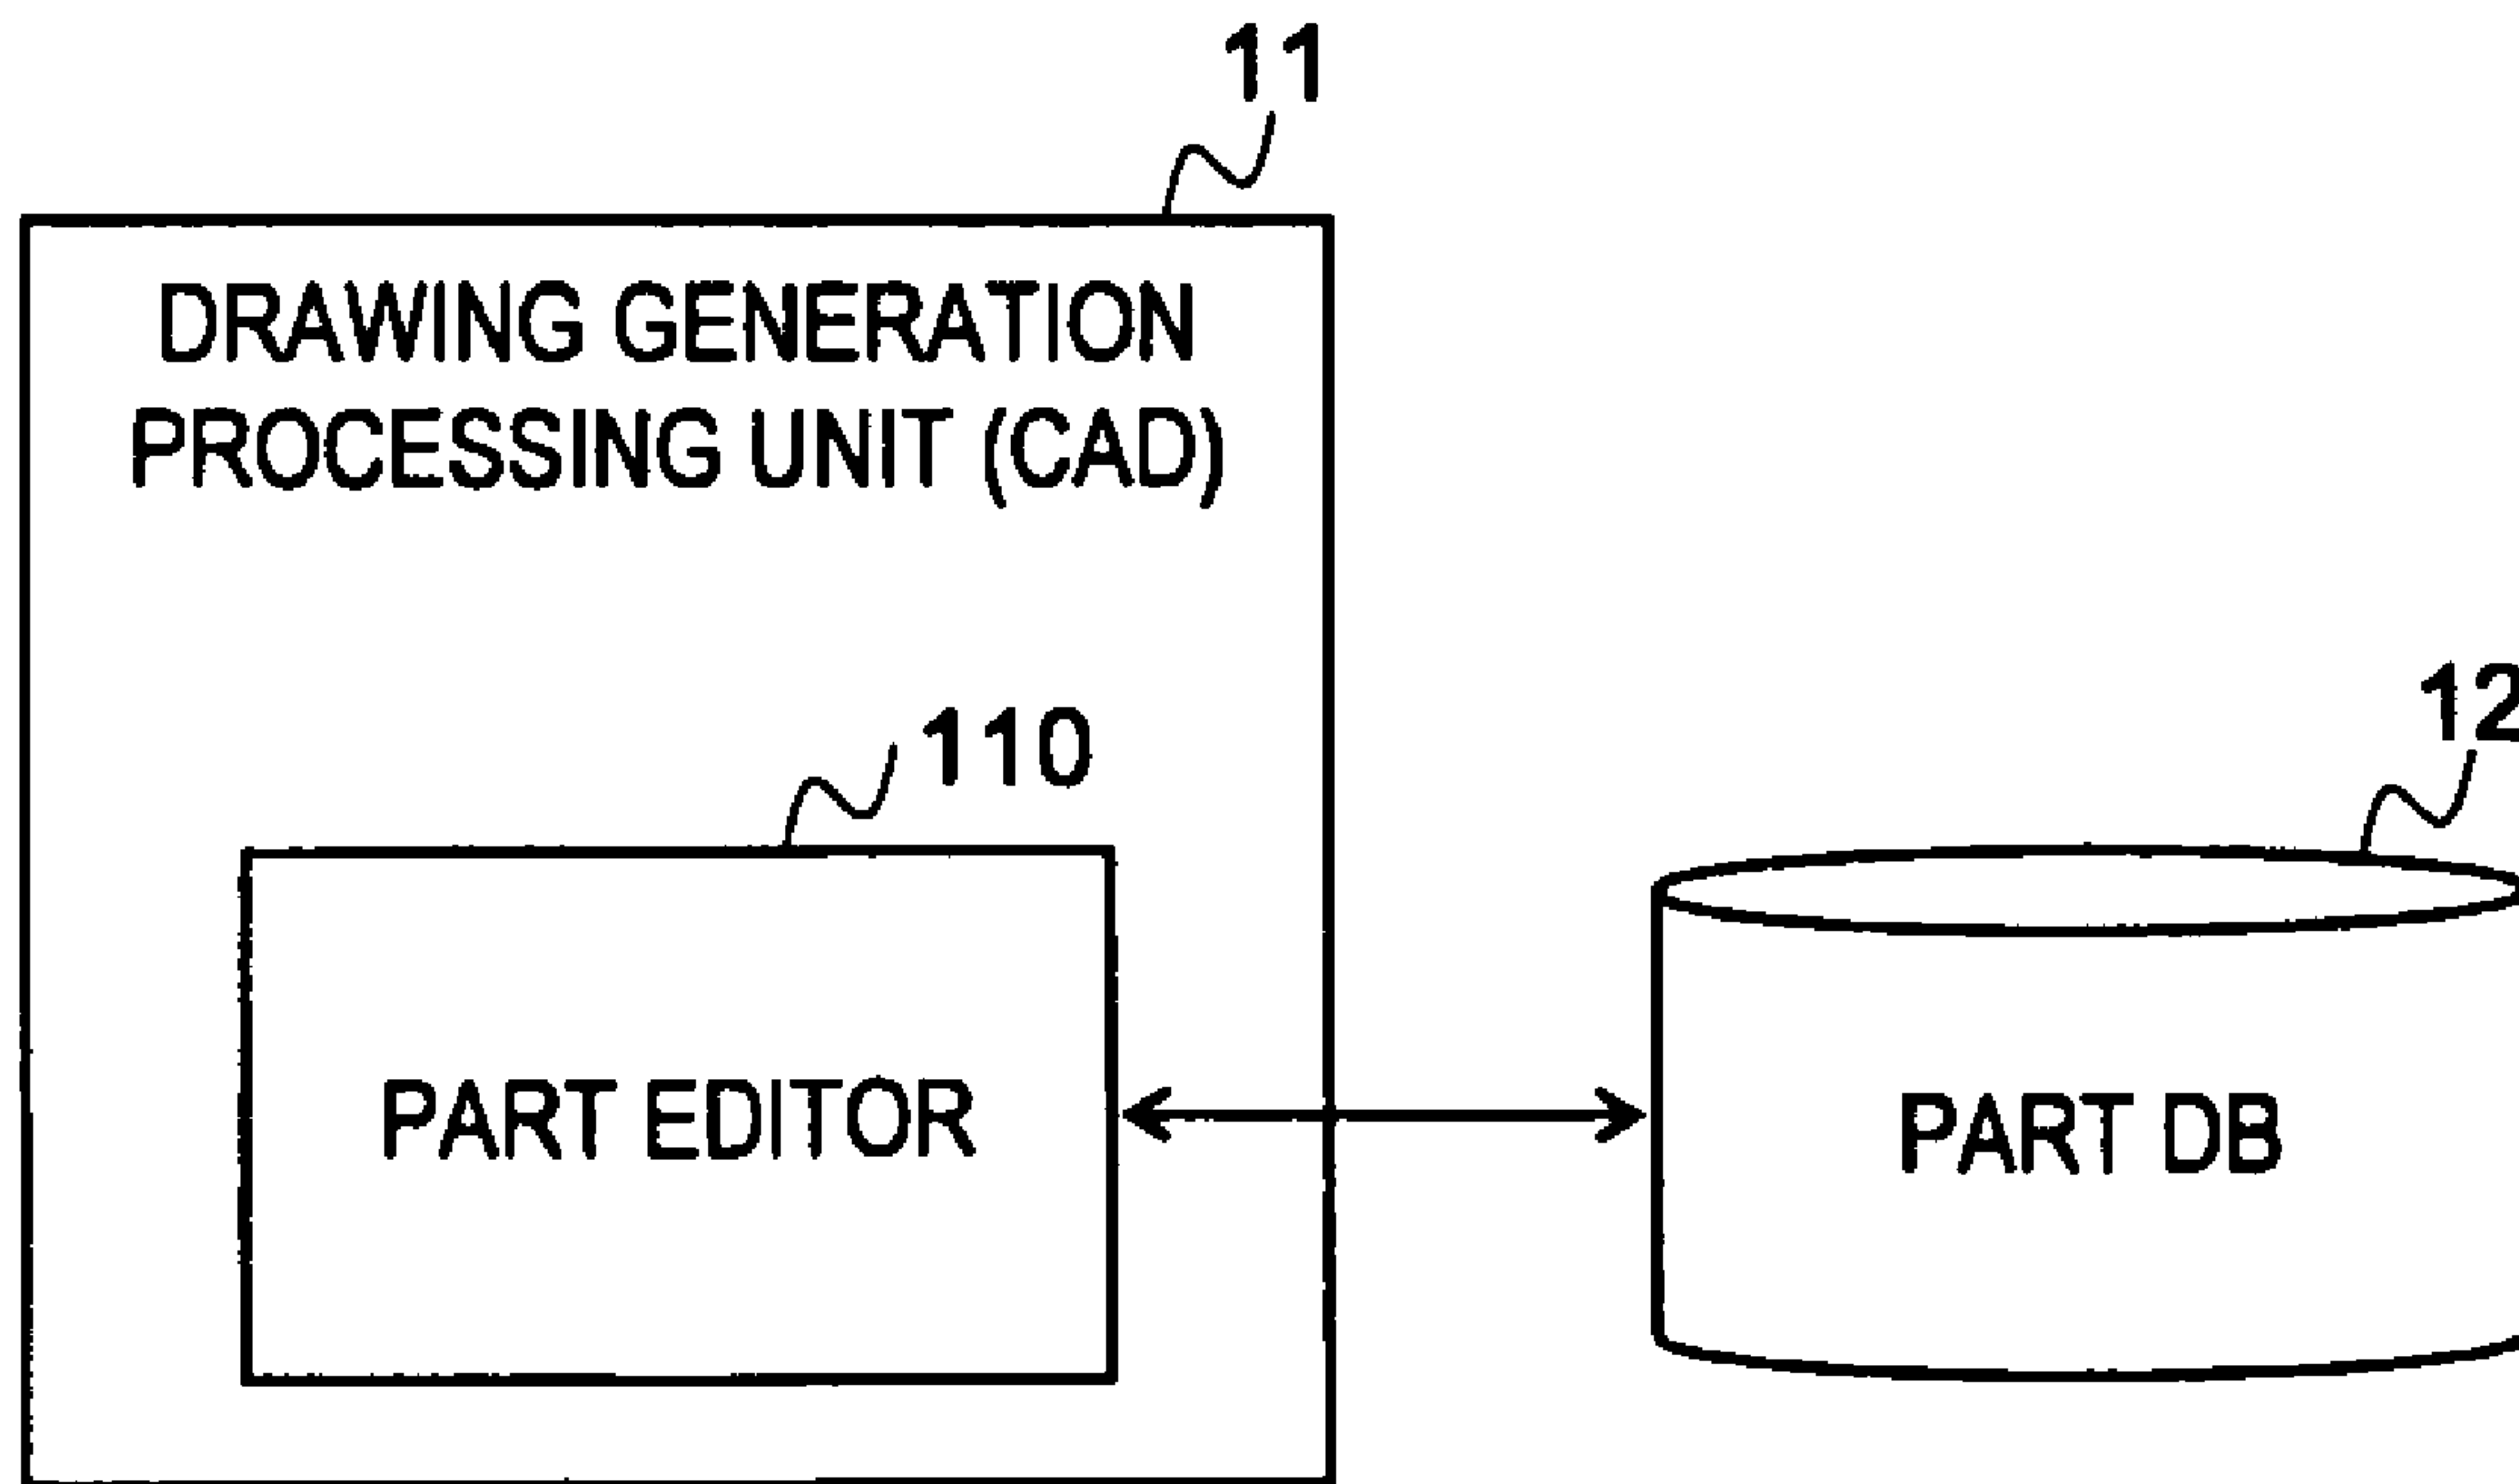 11
DRAWING GENERATION
PROCESSING UNIT (CAD)
110
12
PART EDITOR
PART DB